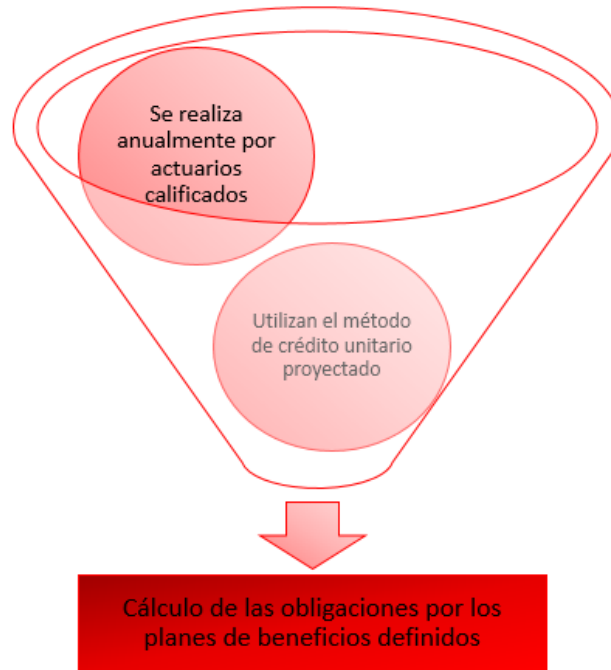 Se realiza
anualmente por
actuarios
calificados
Utilizan el método
de crédito unitario
proyectado
Cálculo de las obligaciones por los
planes de beneficios definidos